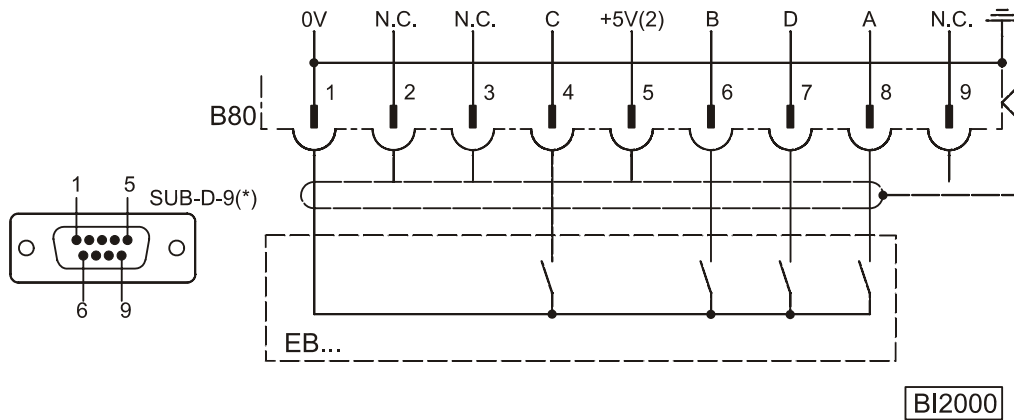 0V N.C. N.C. C +5V(2) B D A N.C.
1 2 3 4 5 6 7 8 9
B80
1 5 SUB-D-9(*)
6 9
EB...
BI2000